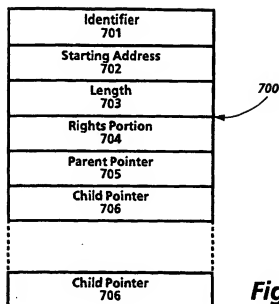 Identifier
701
Starting Address
702
Length
703
700
Rights Portion
704
Parent Pointer
705
Child Pointer
706
Child Pointer
706
Fig